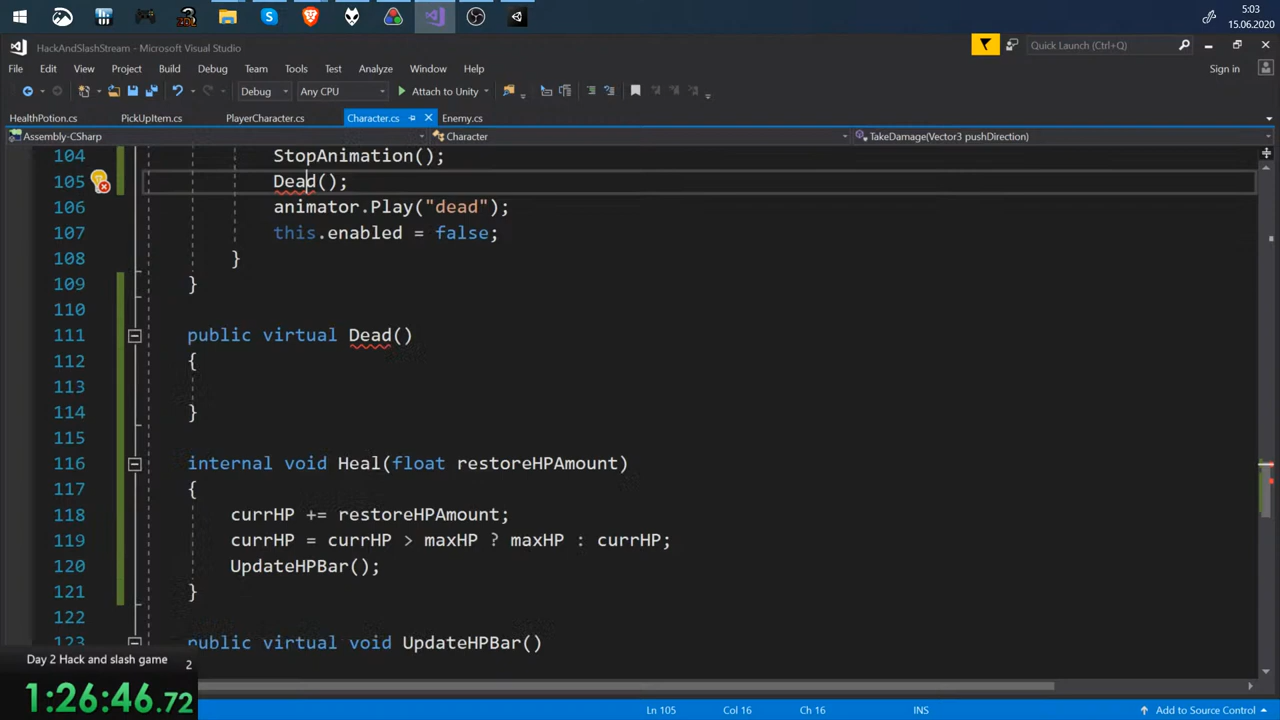 5:03
15.06.2020
HackAndSlashStream - Microsoft Visual Studio
Quick Launch (Ctrl+Q)
File Edit View Project Build Debug Team Tools Test Analyze Window Help
Sign in
Debug Any CPU Attach to Unity
HealthPotion.cs PickUpItem.cs PlayerCharacter.cs Character.cs Enemy.cs
Assembly-CSharp Character TakeDamage(Vector3 pushDirection)
104 StopAnimation();
105 Dead();
106 animator.Play("dead");
107 this.enabled = false;
108 }
109 }
110
111 public virtual Dead()
112 {
113
114 }
115
116 internal void Heal(float restoreHPAmount)
117 {
118 currHP += restoreHPAmount;
119 currHP = currHP > maxHP ? maxHP : currHP;
120 UpdateHPBar();
121 }
122
123 public virtual void UpdateHPBar()
Day 2 Hack and slash game 2
1:26:46.72
Ln 105 Col 16 Ch 16 INS Add to Source Control